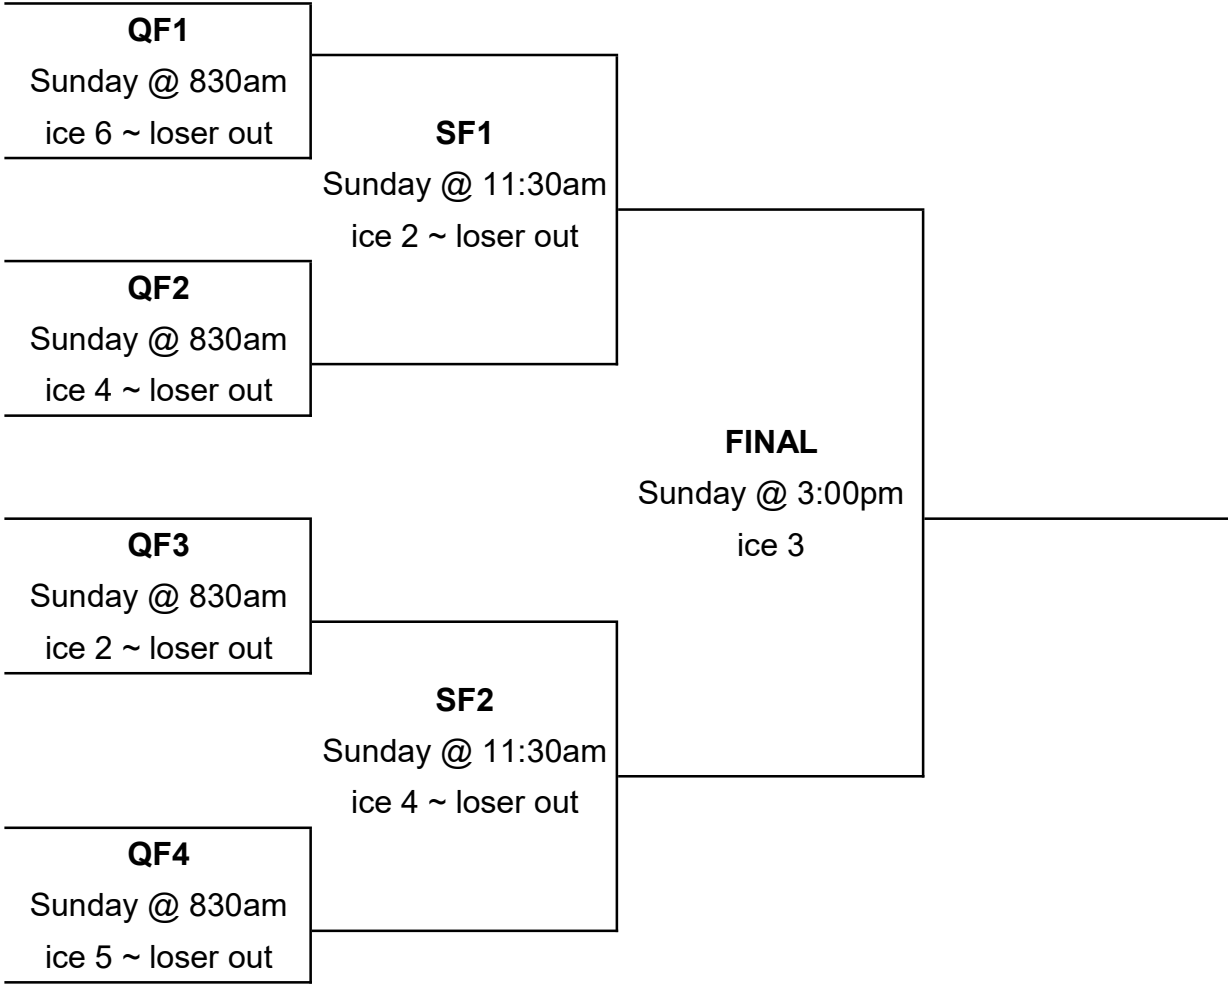 QF1
Sunday @ 830am
ice 6 ~ loser out
SF1
Sunday @ 11:30am
ice 2 ~ loser out
QF2
Sunday @ 830am
ice 4 ~ loser out
FINAL
Sunday @ 3:00pm
ice 3
QF3
Sunday @ 830am
ice 2 ~ loser out
SF2
Sunday @ 11:30am
ice 4 ~ loser out
QF4
Sunday @ 830am
ice 5 ~ loser out